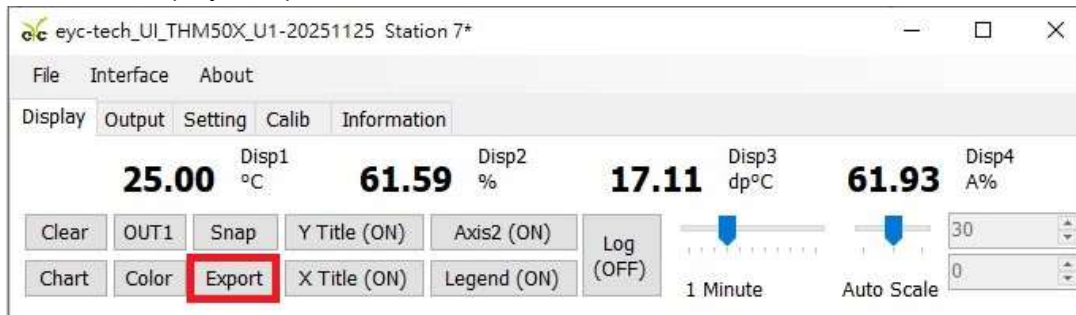 eyc-tech_UI_THM50X_U1-20251125 Station 7*
File Interface About
Display Output Setting Calib Information
25.00 Disp1 °C 61.59 Disp2 % 17.11 Disp3 dp°C 61.93 Disp4 A%
Clear OUT1 Snap Y Title (ON) Axis2 (ON) Log (OFF) 30
Chart Color Export X Title (ON) Legend (ON) 1 Minute Auto Scale 0